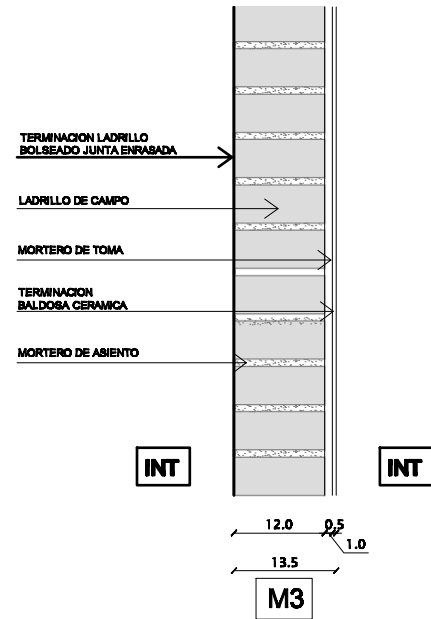 TERMINACION LADRILLO
BOLSEADO JUNTA ENRASADA
LADRILLO DE CAMPO
MORTERO DE TOMA
TERMINACION
BALDOSA CERAMICA
MORTERO DE ASIENTO
INT
INT
12.0
0.5
1.0
13.5
M3